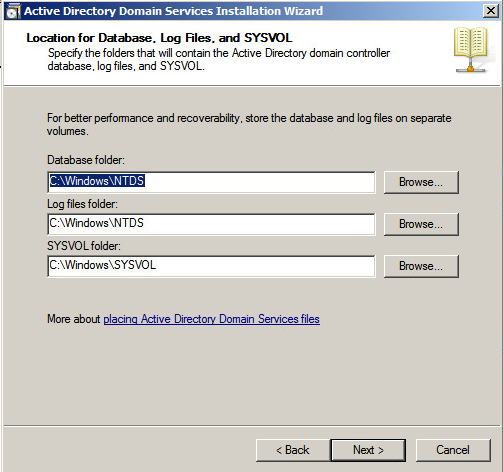 Active Directory Domain Services Installation Wizard
Location for Database, Log Files, and SYSVOL
Specify the folders that will contain the Active Directory domain controller
database, log files, and SYSVOL.
For better performance and recoverability, store the database and log files on separate
volumes.
Database folder:
C:\Windows\NTDS
Browse...
Log files folder:
C:\Windows\NTDS
Browse...
SYSVOL folder:
C:\Windows\SYSVOL
Browse...
More about placing Active Directory Domain Services files
< Back
Next >
Cancel